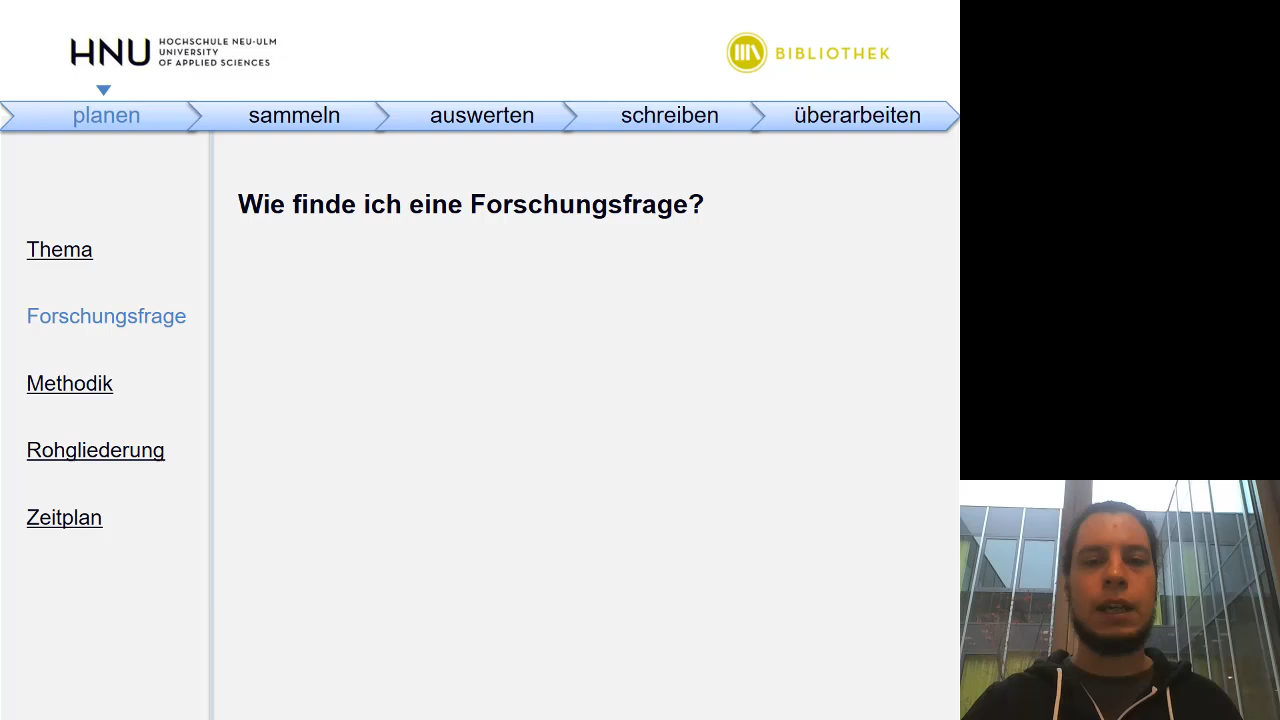 HNU HOCHSCHULE NEU-ULM
UNIVERSITY
OF APPLIED SCIENCES
BIBLIOTHEK
planen sammeln auswerten schreiben überarbeiten
Wie finde ich eine Forschungsfrage?
Thema
Forschungsfrage
Methodik
Rohgliederung
Zeitplan